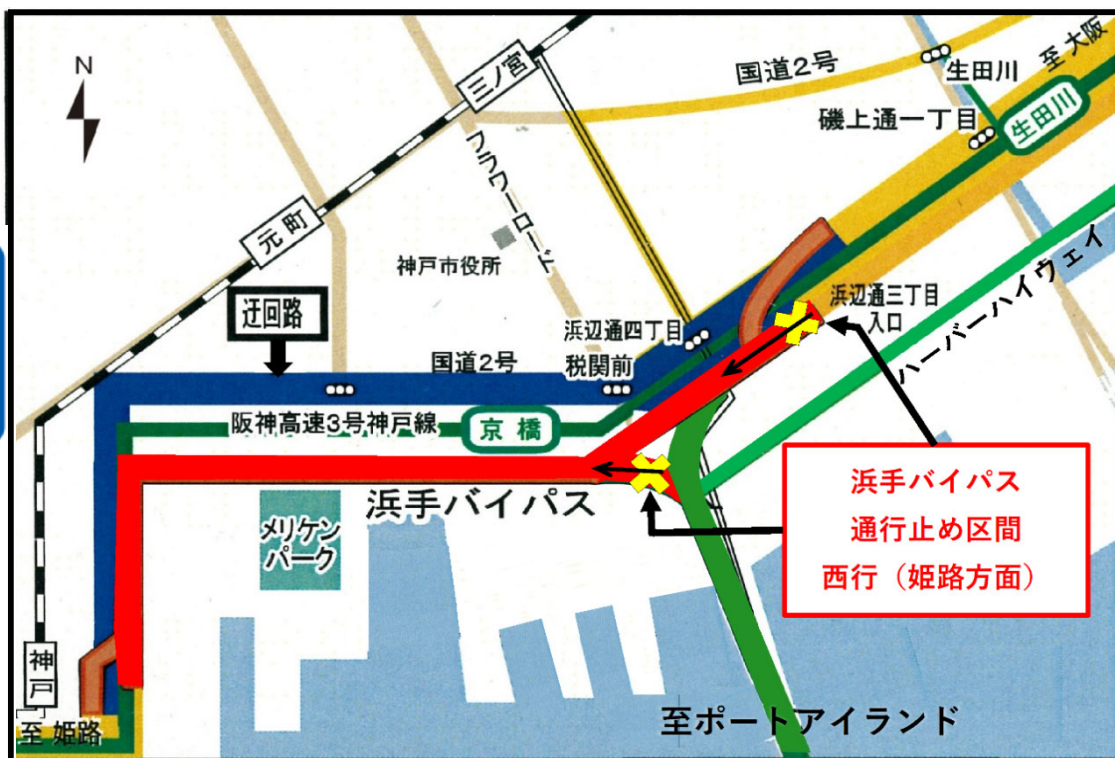 N
三ノ宮
国道2号
生田川
至 大阪
磯上通一丁目
生田川
フラワーロード
元町
神戸市役所
ハーバーハイウェイ
迂回路
浜辺通四丁目
浜辺通三丁目
入口
国道2号
税関前
阪神高速3号神戸線
京橋
浜手バイパス
メリケン
パーク
浜手バイパス
通行止め区間
西行（姫路方面）
神戸
至 姫路
至ポートアイランド